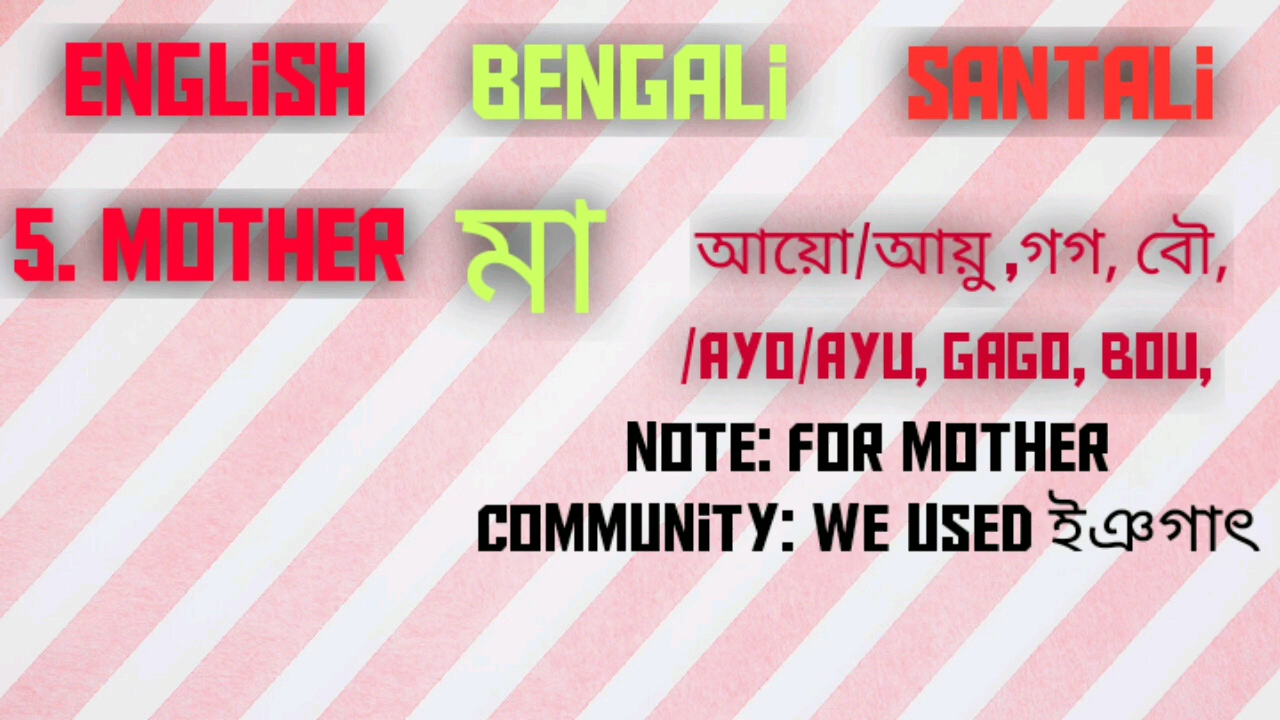 ENGLiSH BENGALi SANTALi
5. MOTHER মা আয়ো/আয়ু ,গগ, বৌ,
/AYO/AYU, GAGO, BOU,
NOTE: FOR MOTHER
COMMUNiTY: WE USED ইঞগাৎ